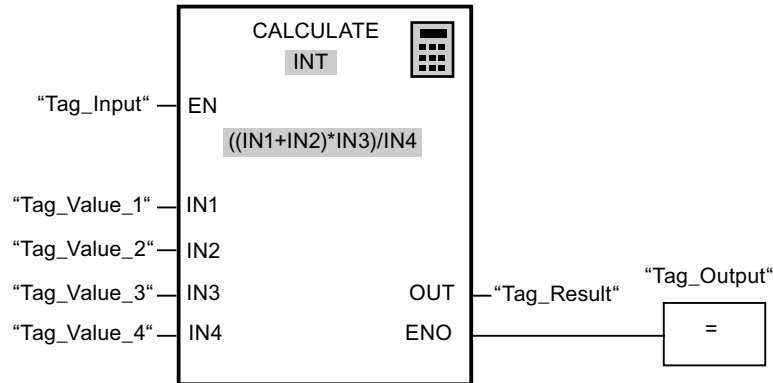 CALCULATE
INT
“Tag_Input“ EN
((IN1+IN2)*IN3)/IN4
“Tag_Value_1“ IN1
“Tag_Value_2“ IN2
“Tag_Value_3“ IN3 OUT “Tag_Result“
“Tag_Output“
“Tag_Value_4“ IN4 ENO =